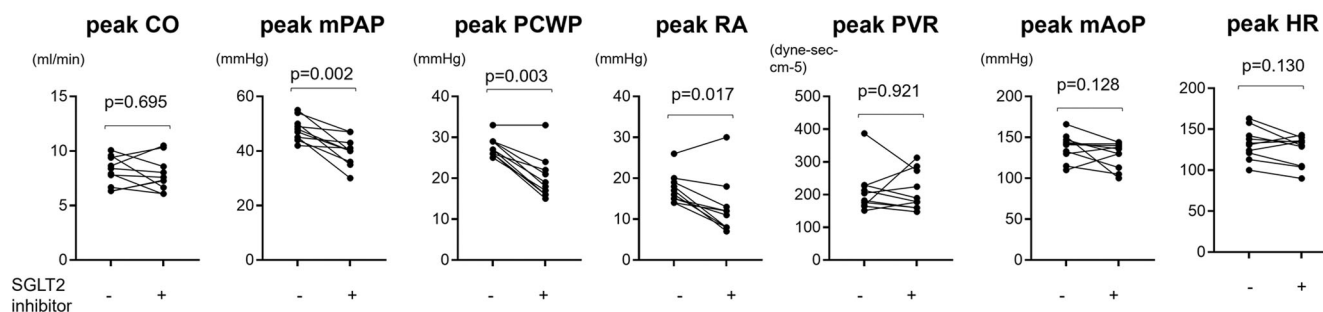 peak CO
(ml/min)
p=0.695
15
10
5
0
peak mPAP
(mmHg)
p=0.002
60
40
20
0
peak PCWP
(mmHg)
p=0.003
40
30
20
10
0
peak RA
(mmHg)
p=0.017
40
30
20
10
0
peak PVR
(dyne-sec-
cm-5)
p=0.921
500
400
300
200
100
0
peak mAoP
(mmHg)
p=0.128
200
150
100
50
0
peak HR
p=0.130
200
150
100
50
0
SGLT2
inhibitor
- + - + - + - + - + - + - +